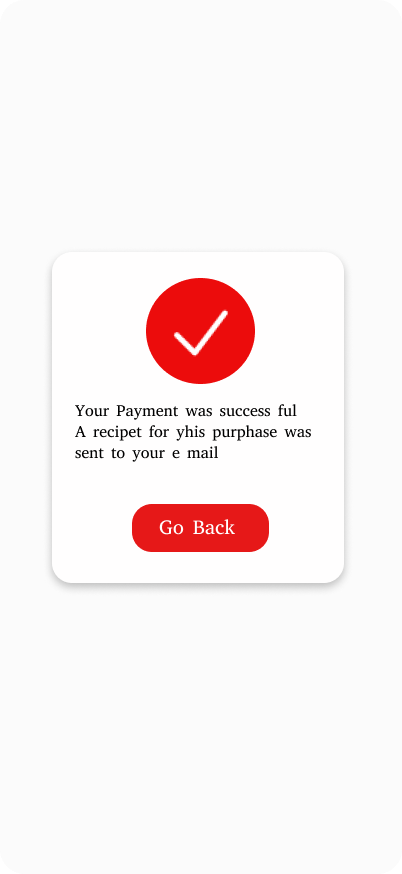 Your Payment was success ful
A recipet for yhis purphase was
sent to your e mail
Go Back